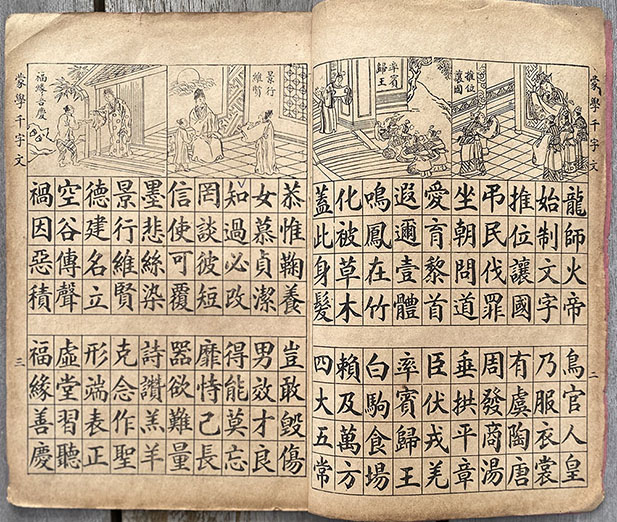 蒙學千字文
二
推位
讓國
率賓
歸王
龍師火帝
鳥官人皇
始制文字
乃服衣裳
推位讓國
有虞陶唐
弔民伐罪
周發商湯
坐朝問道
垂拱平章
愛育黎首
臣伏戎羌
遐邇壹體
率賓歸王
鳴鳳在竹
白駒食場
化被草木
賴及萬方
蓋此身髮
四大五常
景行
維賢
福緣善慶
恭惟鞠養
豈敢毀傷
女慕貞潔
男效才良
知過必改
得能莫忘
罔談彼短
靡恃己長
信使可覆
器欲難量
墨悲絲染
詩讚羔羊
景行維賢
克念作聖
德建名立
形端表正
空谷傳聲
虛堂習聽
禍因惡積
福緣善慶
蒙學千字文
三